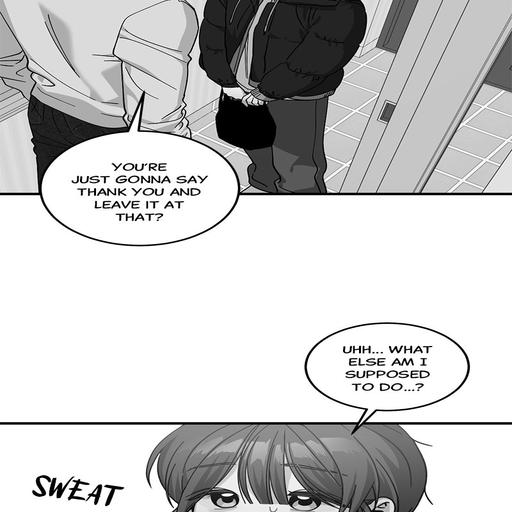 YOU'RE
JUST GONNA SAY
THANK YOU AND
LEAVE IT AT
THAT?
UHH... WHAT
ELSE AM I
SUPPOSED
TO DO...?
SWEAT